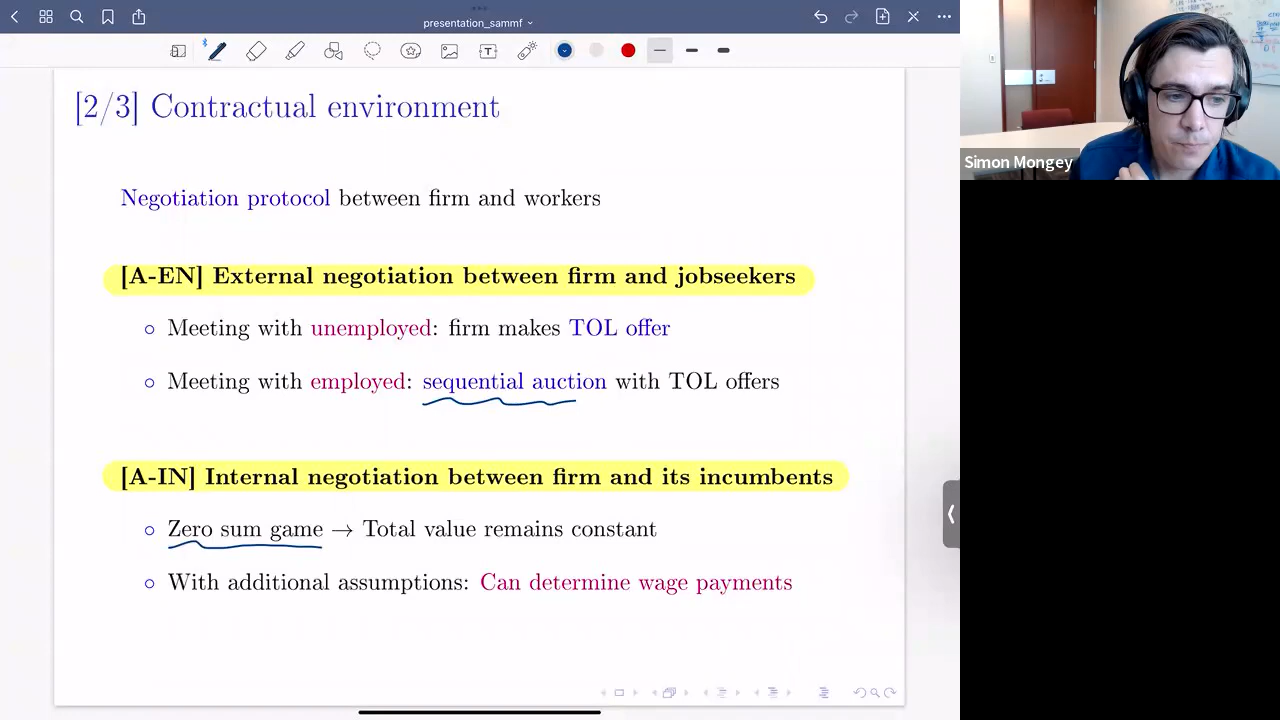 presentation_sammf
[2/3] Contractual environment
Simon Mongey
Negotiation protocol between firm and workers
[A-EN] External negotiation between firm and jobseekers
○ Meeting with unemployed: firm makes TOL offer
○ Meeting with employed: sequential auction with TOL offers
[A-IN] Internal negotiation between firm and its incumbents
○ Zero sum game → Total value remains constant
○ With additional assumptions: Can determine wage payments